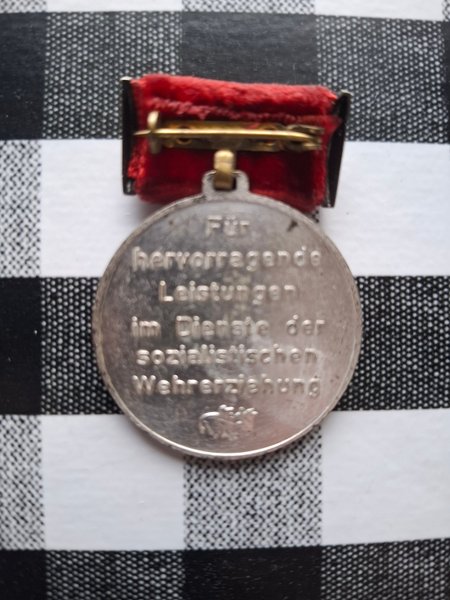 Für
hervorragende
Leistungen
im Dienste der
sozialistischen
Wehrerziehung